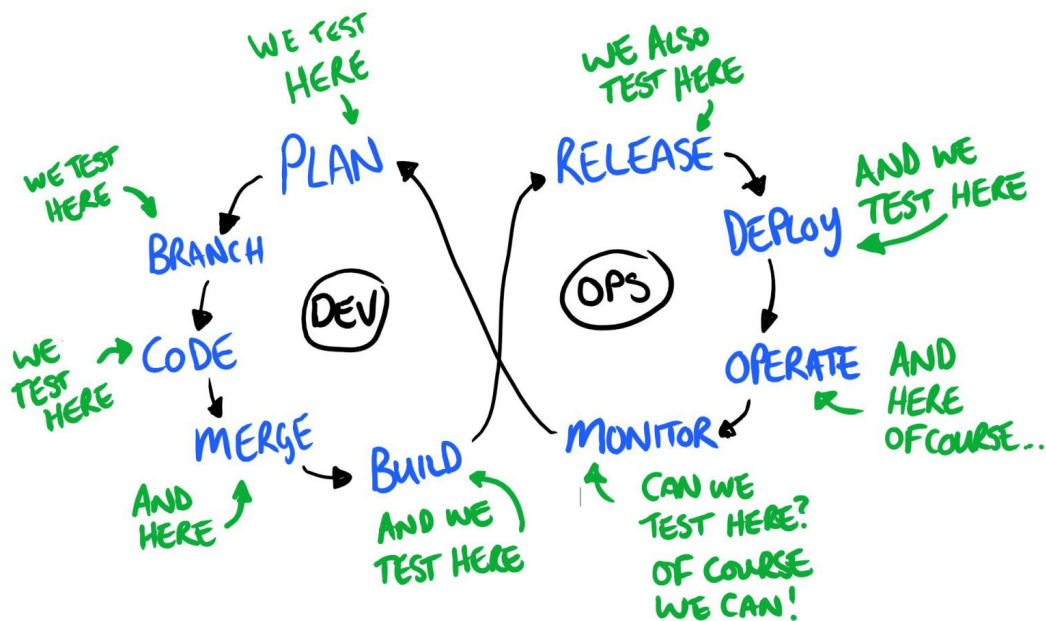 WE TEST
HERE
PLAN
WE TEST
HERE
BRANCH
DEV
WE
TEST
HERE
CODE
MERGE
AND
HERE
BUILD
AND WE
TEST HERE
WE ALSO
TEST HERE
RELEASE
AND WE
TEST HERE
DEPLOY
OPS
OPERATE
AND
HERE
OF COURSE...
MONITOR
CAN WE
TEST HERE?
OF COURSE
WE CAN!